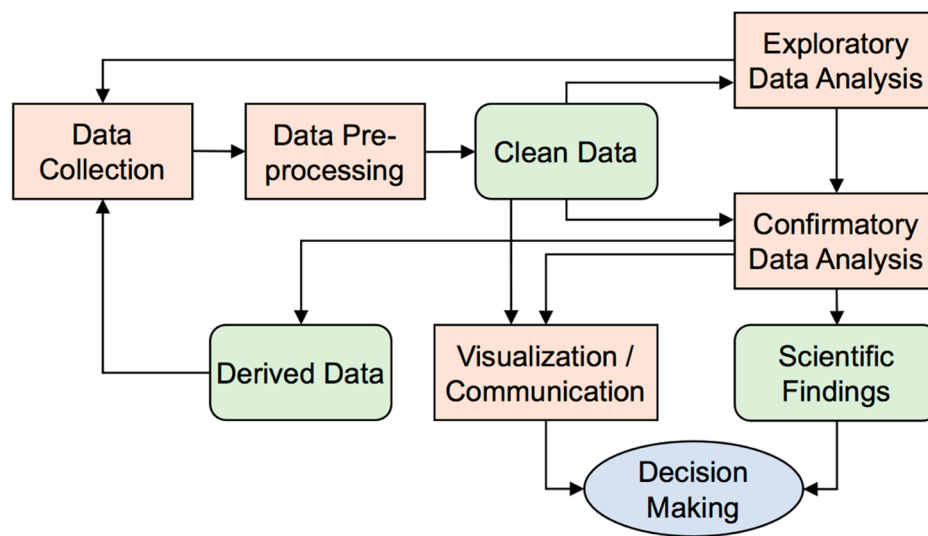 Exploratory
Data Analysis
Data
Collection
Data Pre-
processing
Clean Data
Confirmatory
Data Analysis
Derived Data
Visualization /
Communication
Scientific
Findings
Decision
Making